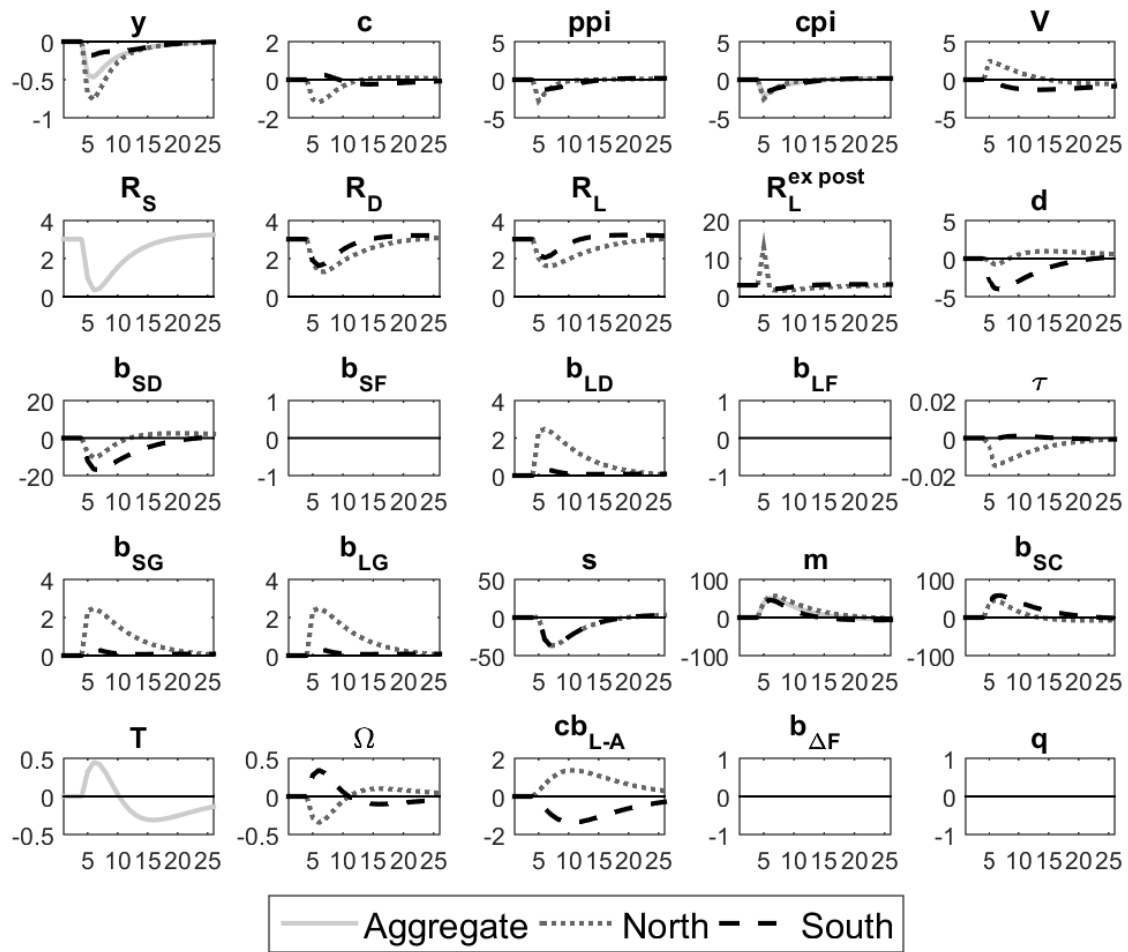 y c ppi cpi V
0 2 5 5 5
-0.5 0 0 0 0
-1 -2 -5 -5 -5
5 10 15 20 25 5 10 15 20 25 5 10 15 20 25 5 10 15 20 25 5 10 15 20 25
R_S R_D R_L R_L^{ex post} d
4 4 4 20 5
2 2 2 10 0
0 0 0 0 -5
5 10 15 20 25 5 10 15 20 25 5 10 15 20 25 5 10 15 20 25 5 10 15 20 25
b_SD b_SF b_LD b_LF τ
20 1 4 1 0.02
0 0 2 0 0
-20 -1 0 -1 -0.02
5 10 15 20 25 5 10 15 20 25 5 10 15 20 25 5 10 15 20 25 5 10 15 20 25
b_SG b_LG s m b_SC
4 4 50 100 100
2 2 0 0 0
0 0 -50 -100 -100
5 10 15 20 25 5 10 15 20 25 5 10 15 20 25 5 10 15 20 25 5 10 15 20 25
T Ω cb_L-A b_ΔF q
0.5 0.5 2 1 1
0 0 0 0 0
-0.5 -0.5 -2 -1 -1
5 10 15 20 25 5 10 15 20 25 5 10 15 20 25 5 10 15 20 25 5 10 15 20 25
Aggregate North South